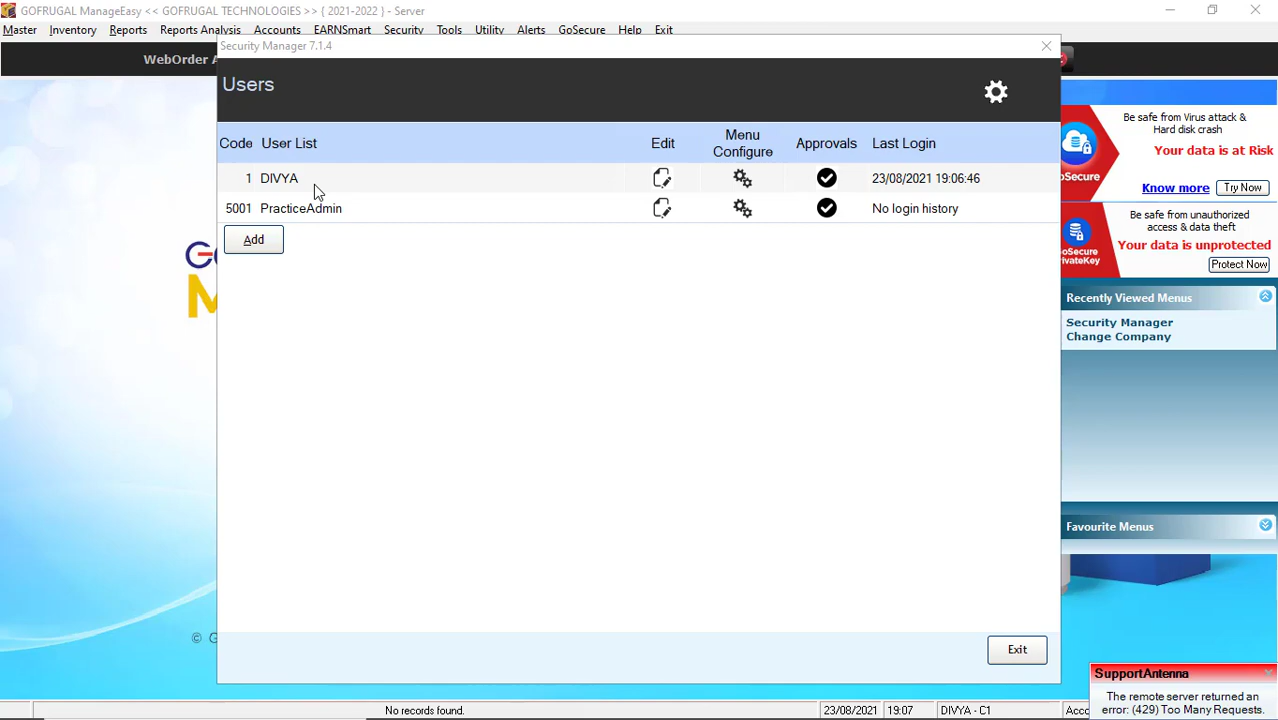 GOFRUGAL ManageEasy << GOFRUGAL TECHNOLOGIES >> { 2021-2022 } - Server
Master Inventory Reports Reports Analysis Accounts EARNSmart Security Tools Utility Alerts GoSecure Help Exit
WebOrder
Security Manager 7.1.4
Users
Code User List Edit Menu Configure Approvals Last Login
1 DIVYA 23/08/2021 19:06:46
5001 PracticeAdmin No login history
Add
Exit
Be safe from Virus attack &
Hard disk crash
Your data is at Risk
Know more Try Now
Be safe from unauthorized
access & data theft
Your data is unprotected
Protect Now
Recently Viewed Menus
Security Manager
Change Company
Favourite Menus
SupportAntenna
The remote server returned an
error: (429) Too Many Requests.
©
No records found. 23/08/2021 19:07 DIVYA - C1